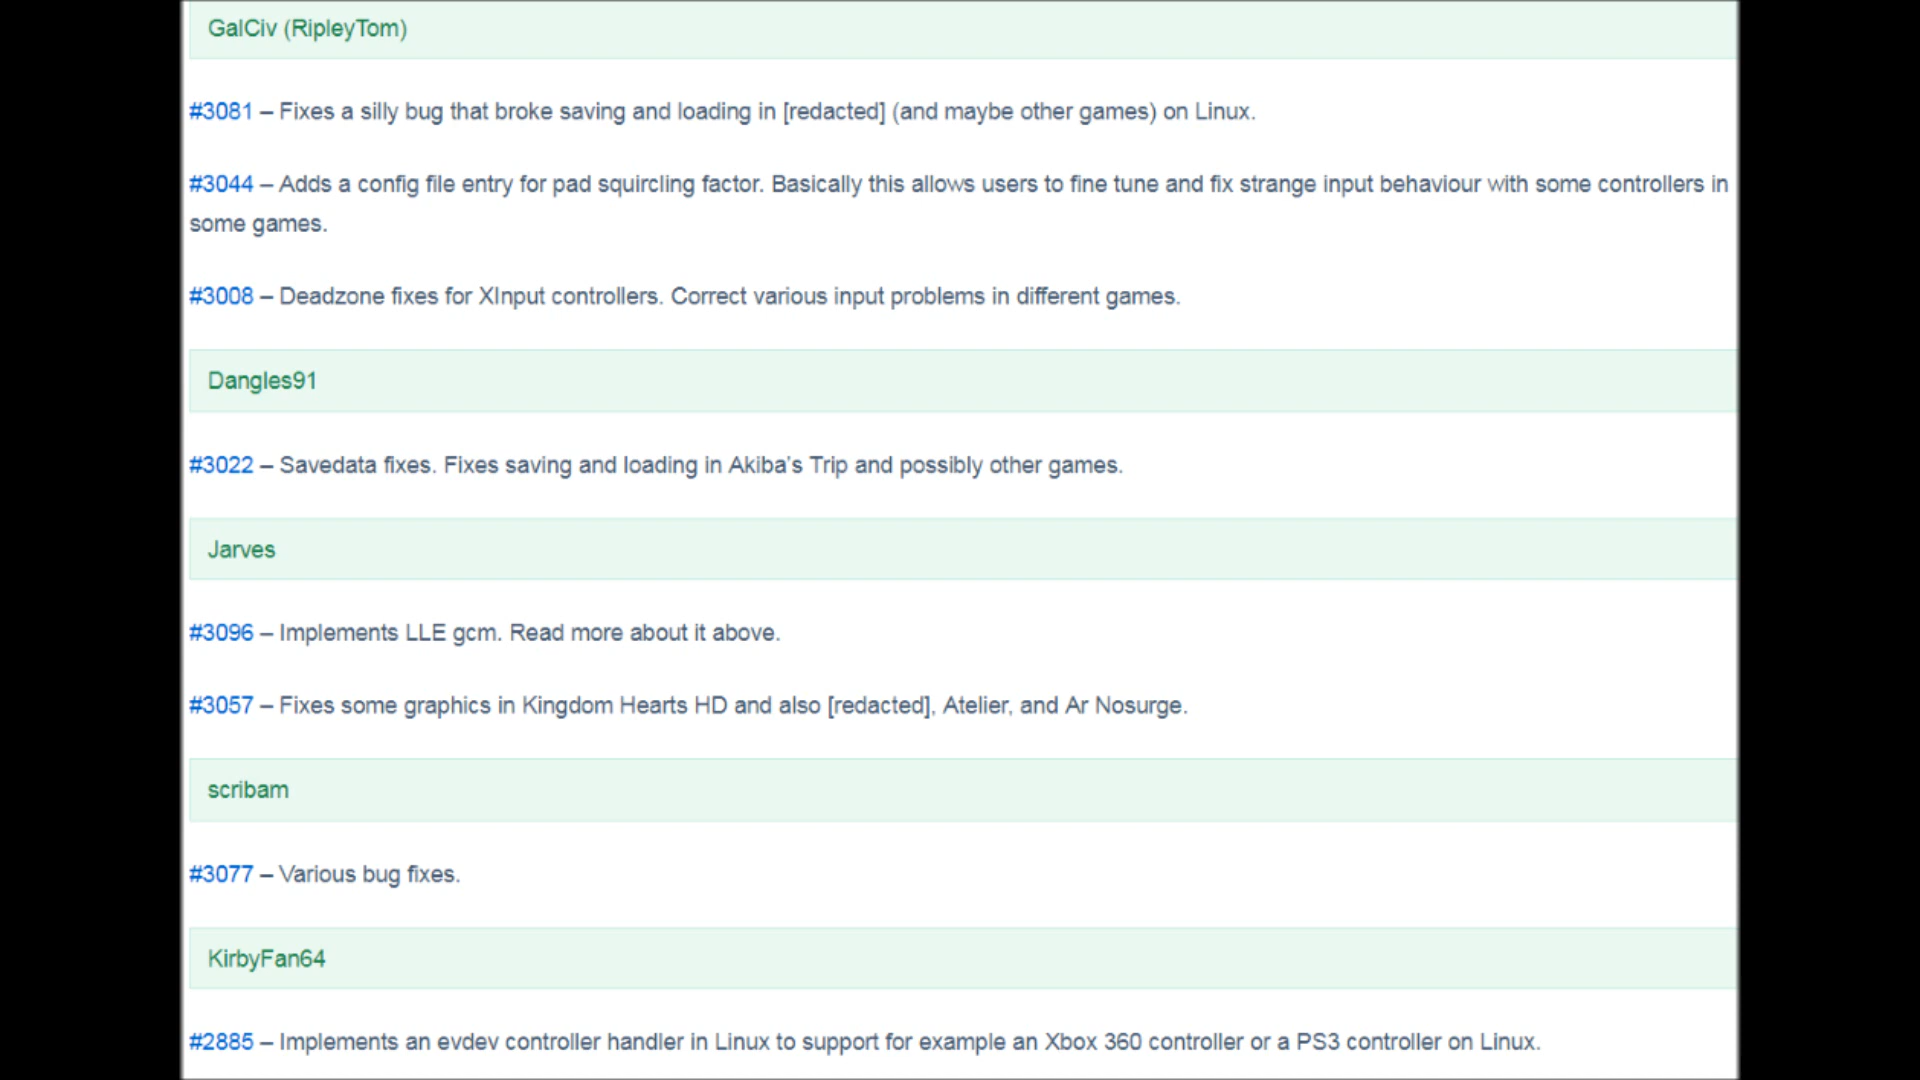 GalCiv (RipleyTom)
#3081 – Fixes a silly bug that broke saving and loading in [redacted] (and maybe other games) on Linux.
#3044 – Adds a config file entry for pad squircling factor. Basically this allows users to fine tune and fix strange input behaviour with some controllers in
some games.
#3008 – Deadzone fixes for XInput controllers. Correct various input problems in different games.
Dangles91
#3022 – Savedata fixes. Fixes saving and loading in Akiba’s Trip and possibly other games.
Jarves
#3096 – Implements LLE gcm. Read more about it above.
#3057 – Fixes some graphics in Kingdom Hearts HD and also [redacted], Atelier, and Ar Nosurge.
scribam
#3077 – Various bug fixes.
KirbyFan64
#2885 – Implements an evdev controller handler in Linux to support for example an Xbox 360 controller or a PS3 controller on Linux.